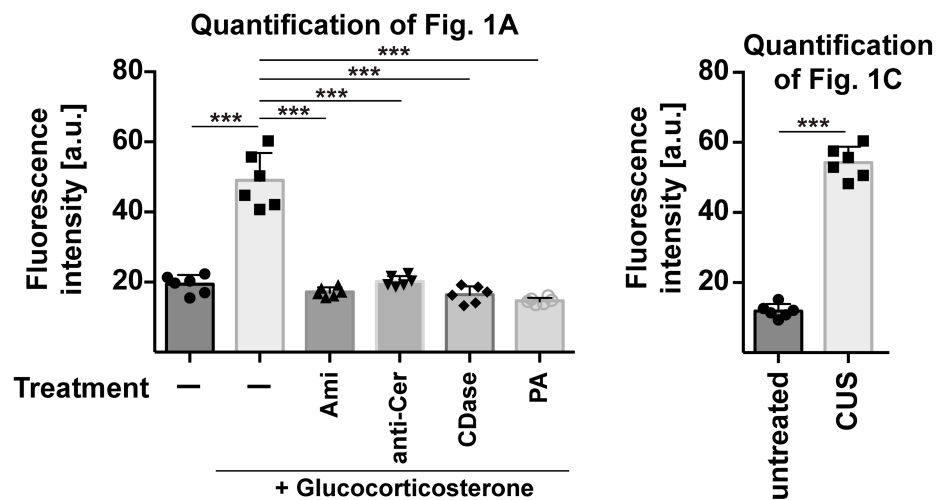 Quantification of Fig. 1A
Fluorescence
intensity [a.u.]
80
60
40
20
***
***
***
***
***
Treatment
—
—
Ami
anti-Cer
CDase
PA
+ Glucocorticosterone
Quantification
of Fig. 1C
Fluorescence
intensity [a.u.]
80
60
40
20
***
untreated
CUS